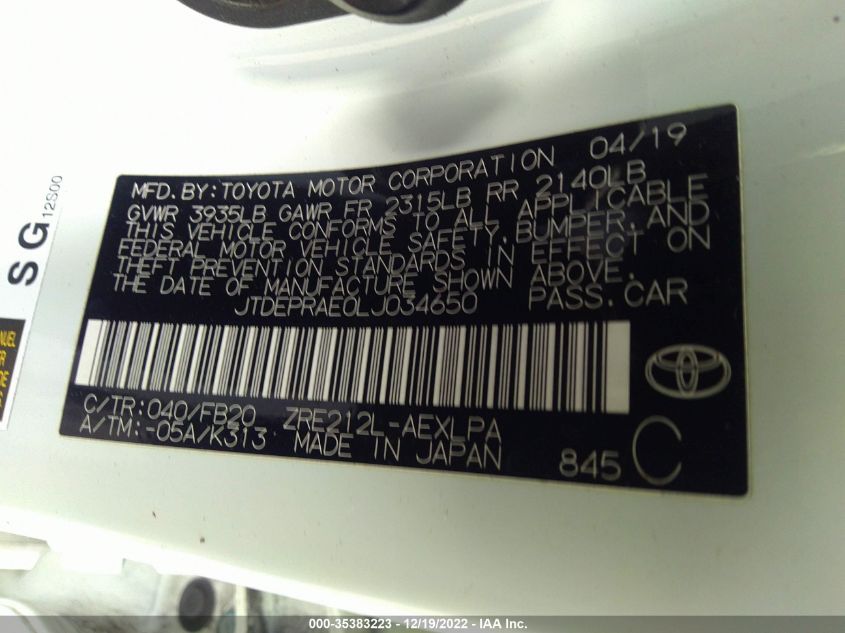 MFD.BY:TOYOTA MOTOR CORPORATION 04/19
GVWR 3935LB GAWR FR 2315LB RR 2140LB
THIS VEHICLE CONFORMS TO ALL APPLICABLE
FEDERAL MOTOR VEHICLE SAFETY,BUMPER,AND
THEFT PREVENTION STANDARDS IN EFFECT ON
THE DATE OF MANUFACTURE SHOWN ABOVE.
JTDEPRAE0LJ034650 PASS.CAR
C/TR:040/FB20 ZRE212L-AEXLPA
A/TM:-05A/K313 MADE IN JAPAN
845 C
SG 12S00
000-35383223 - 12/19/2022 - IAA Inc.